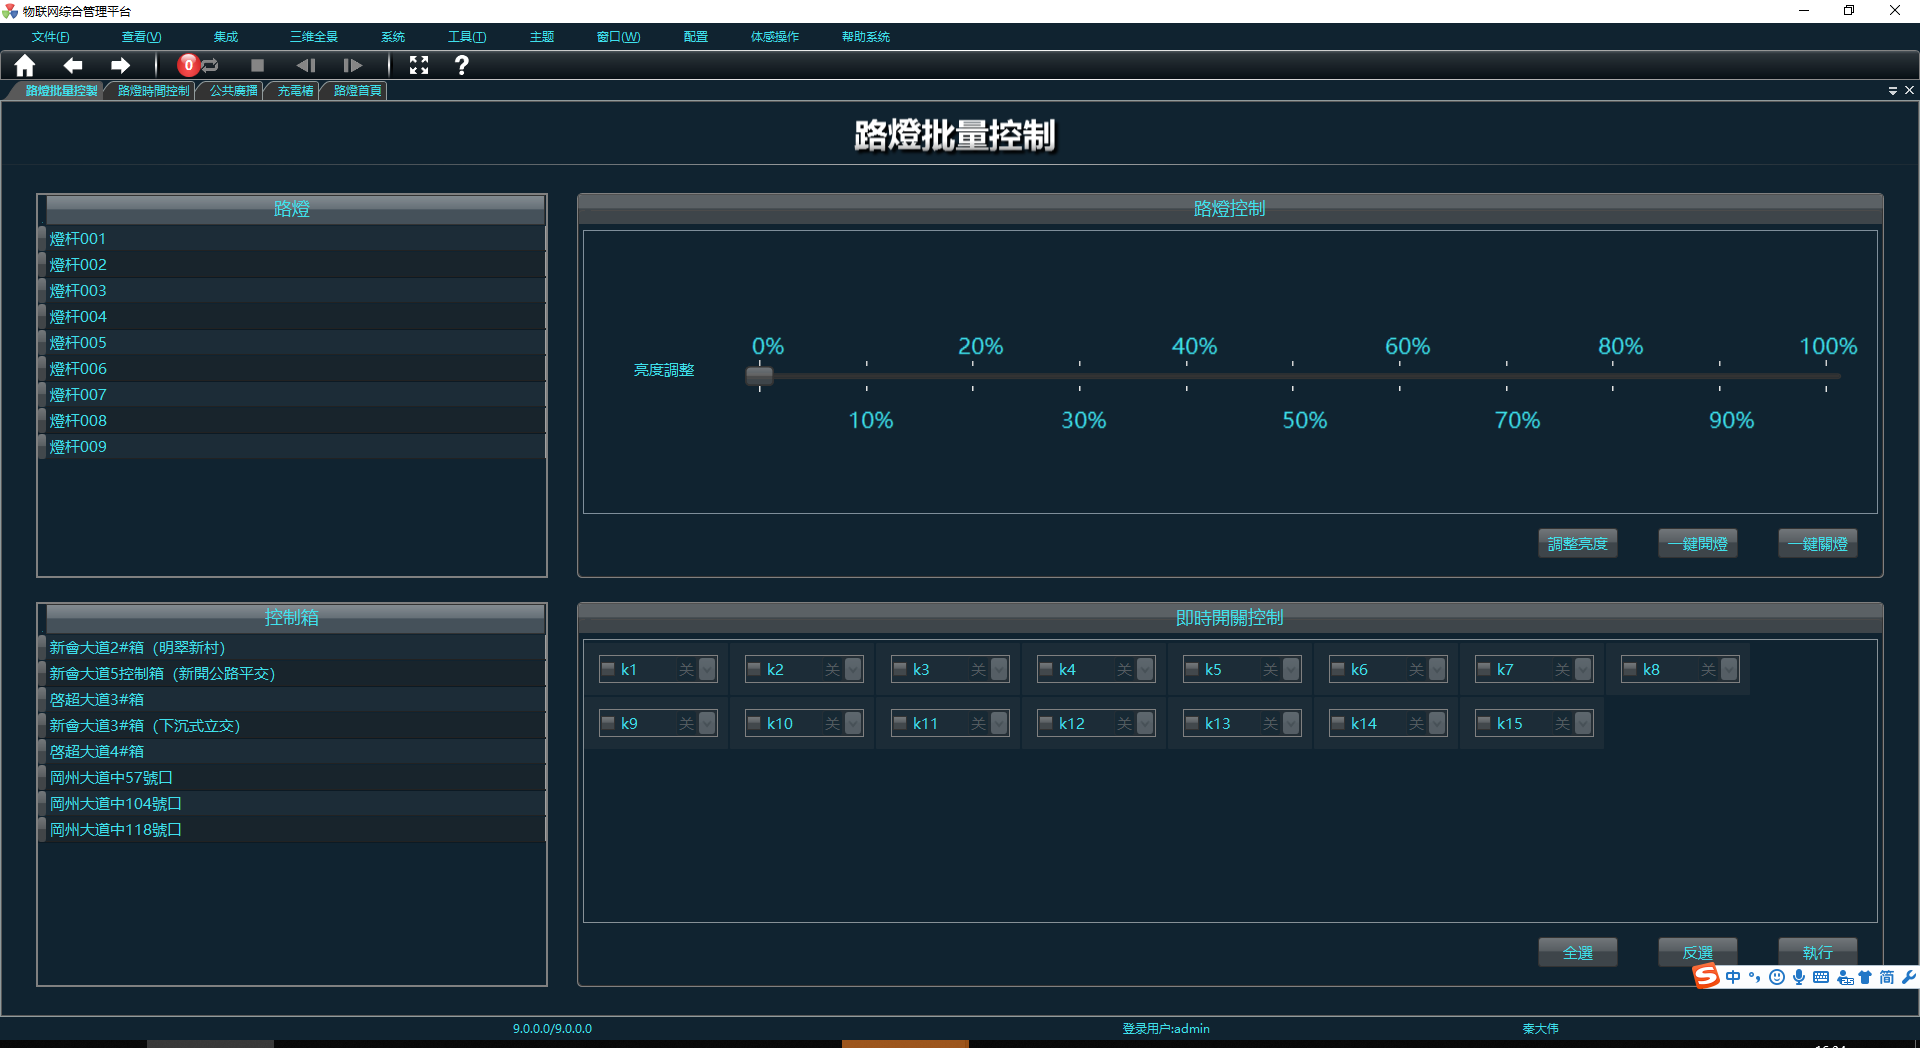 物联网综合管理平台
文件(F) 查看(V) 集成 三维全景 系统 工具(T) 主题 窗口(W) 配置 体感操作 帮助系统
0 ?
路燈批量控製 路燈時間控制 公共廣播 充電樁 路燈首頁
路燈批量控制
路燈
燈杆001
燈杆002
燈杆003
燈杆004
燈杆005
燈杆006
燈杆007
燈杆008
燈杆009
路燈控制
0% 20% 40% 60% 80% 100%
亮度調整
10% 30% 50% 70% 90%
調整亮度 一鍵開燈 一鍵關燈
控制箱
新會大道2#箱（明翠新村）
新會大道5控制箱（新開公路平交）
啓超大道3#箱
新會大道3#箱（下沉式立交）
啓超大道4#箱
岡州大道中57號口
岡州大道中104號口
岡州大道中118號口
即時開關控制
k1 关 k2 关 k3 关 k4 关 k5 关 k6 关 k7 关 k8 关
k9 关 k10 关 k11 关 k12 关 k13 关 k14 关 k15 关
全選 反選 執行
S 中 简
9.0.0.0/9.0.0.0 登录用户:admin 秦大伟